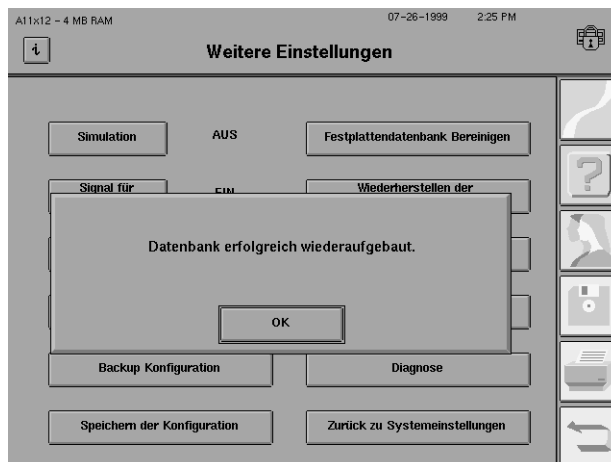 A11x12 - 4 MB RAM 07-26-1999 2:25 PM
i
Weitere Einstellungen
Simulation AUS Festplattendatenbank Bereinigen
Signal für EIN Wiederherstellen der
Datenbank erfolgreich wiederaufgebaut.
OK
Backup Konfiguration Diagnose
Speichern der Konfiguration Zurück zu Systemeinstellungen